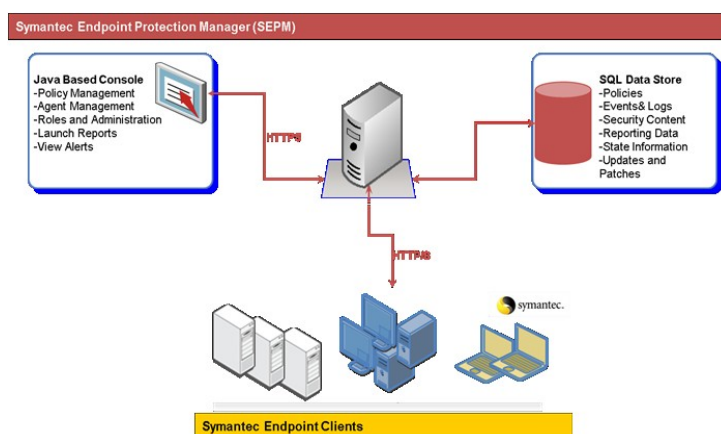 Symantec Endpoint Protection Manager (SEPM)
Java Based Console
-Policy Management
-Agent Management
-Roles and Administration
-Launch Reports
-View Alerts
HTTPS
SQL Data Store
-Policies
-Events& Logs
-Security Content
-Reporting Data
-State Information
-Updates and
Patches
HTTP/S
symantec.
Symantec Endpoint Clients